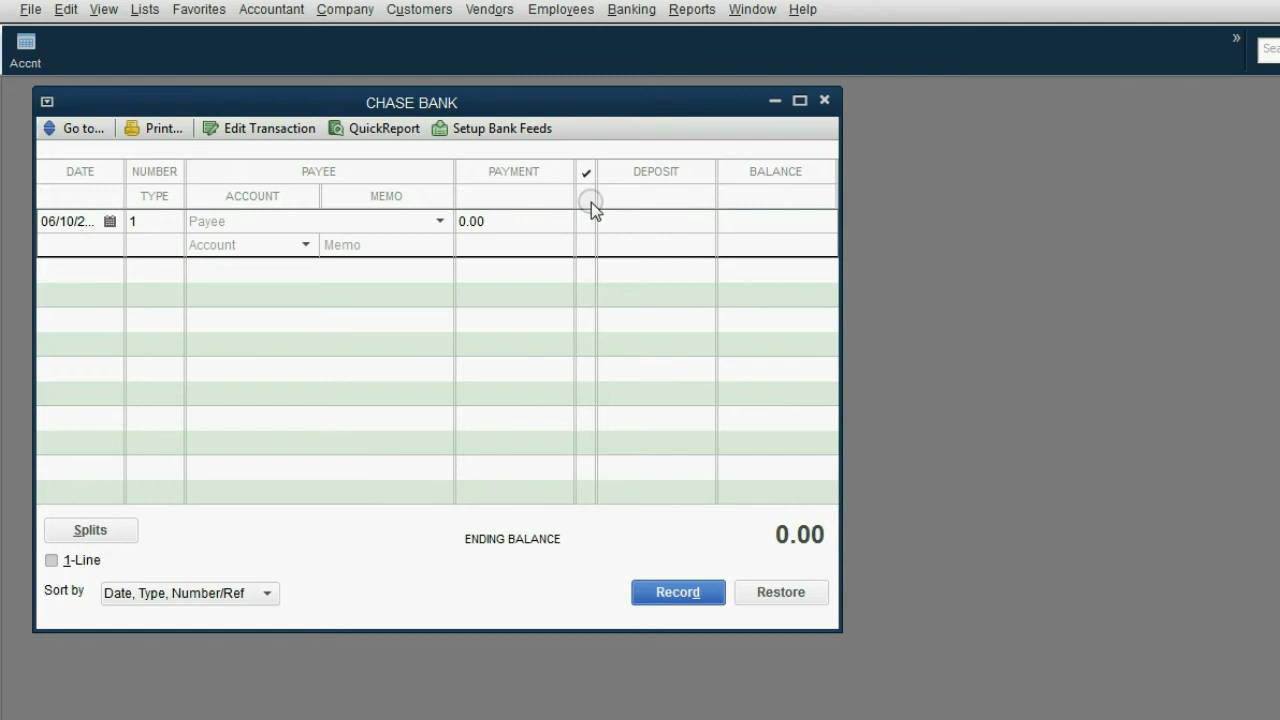 File Edit View Lists Favorites Accountant Company Customers Vendors Employees Banking Reports Window Help
» Sea
Accnt
CHASE BANK
Go to... Print... Edit Transaction QuickReport Setup Bank Feeds
DATE NUMBER PAYEE PAYMENT ✓ DEPOSIT BALANCE
TYPE ACCOUNT MEMO
06/10/2... 1 Payee 0.00
Account Memo
Splits
ENDING BALANCE 0.00
1-Line
Sort by Date, Type, Number/Ref Record Restore